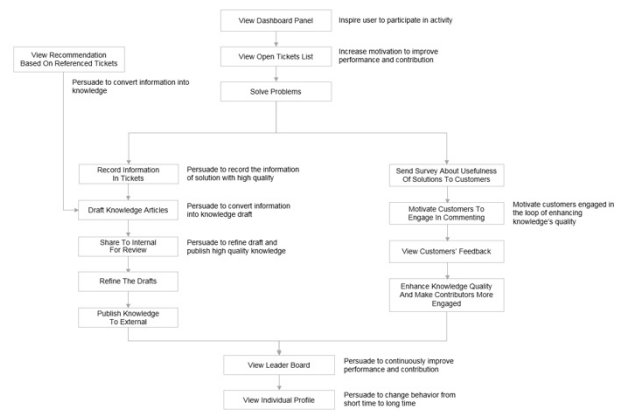 View Dashboard Panel
Inspire user to participate in activity
View Recommendation
Based On Referenced Tickets
View Open Tickets List
Increase motivation to improve
performance and contribution
Persuade to convert information into
knowledge
Solve Problems
Record Information
In Tickets
Persuade to record the information
of solution with high quality
Send Survey About Usefulness
Of Solutions To Customers
Draft Knowledge Articles
Persuade to convert information
into knowledge draft
Motivate Customers To
Engage In Commenting
Motivate customers engaged in
the loop of enhancing
knowledge's quality
Share To Internal
For Review
Persuade to refine draft and
publish high quality knowledge
View Customers' Feedback
Refine The Drafts
Enhance Knowledge Quality
And Make Contributors More
Engaged
Publish Knowledge
To External
View Leader Board
Persuade to continuously improve
performance and contribution
View Individual Profile
Persuade to change behavior from
short time to long time